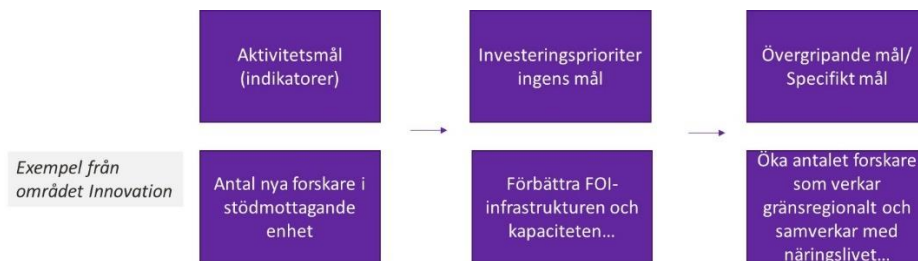 Aktivitetsmål
(indikatorer)
Investeringsprioriter
ingens mål
Övergripande mål/
Specifikt mål
Exempel från
området Innovation
Antal nya forskare i
stödmottagande
enhet
Förbättra FOI-
infrastrukturen och
kapaciteten...
Öka antalet forskare
som verkar
gränsregionalt och
samverkar med
näringslivet...